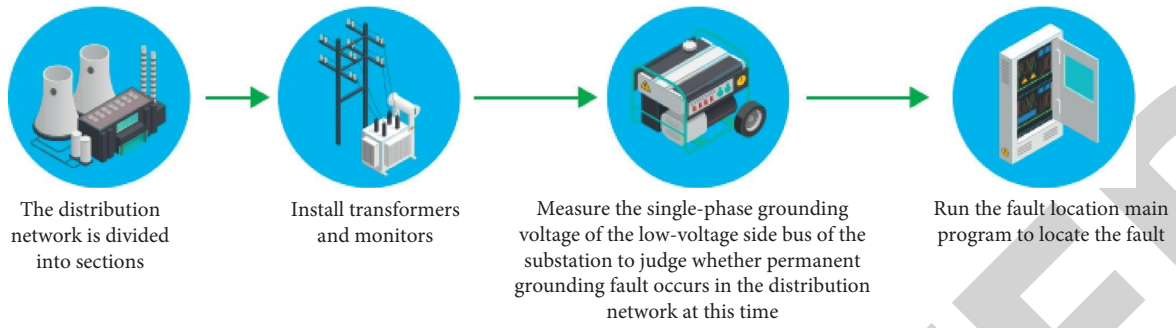 The distribution
network is divided
into sections
Install transformers
and monitors
Measure the single-phase grounding
voltage of the low-voltage side bus of the
substation to judge whether permanent
grounding fault occurs in the distribution
network at this time
Run the fault location main
program to locate the fault